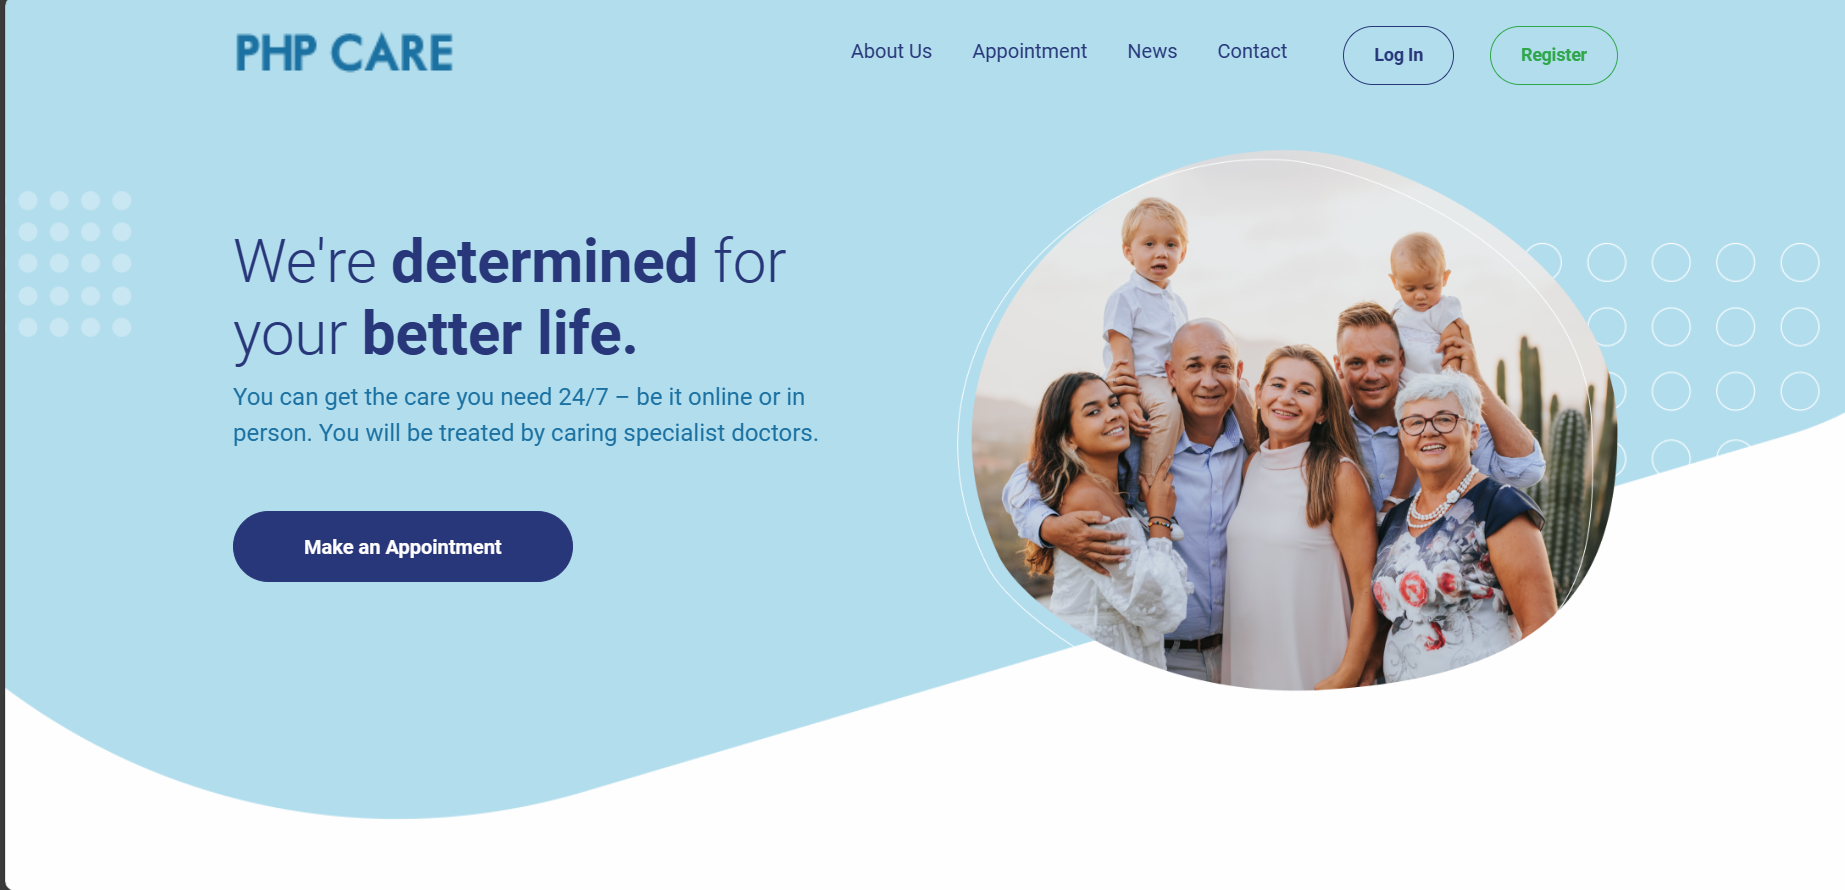 PHP CARE
About Us
Appointment
News
Contact
Log In
Register
We're determined for
your better life.
You can get the care you need 24/7 – be it online or in
person. You will be treated by caring specialist doctors.
Make an Appointment